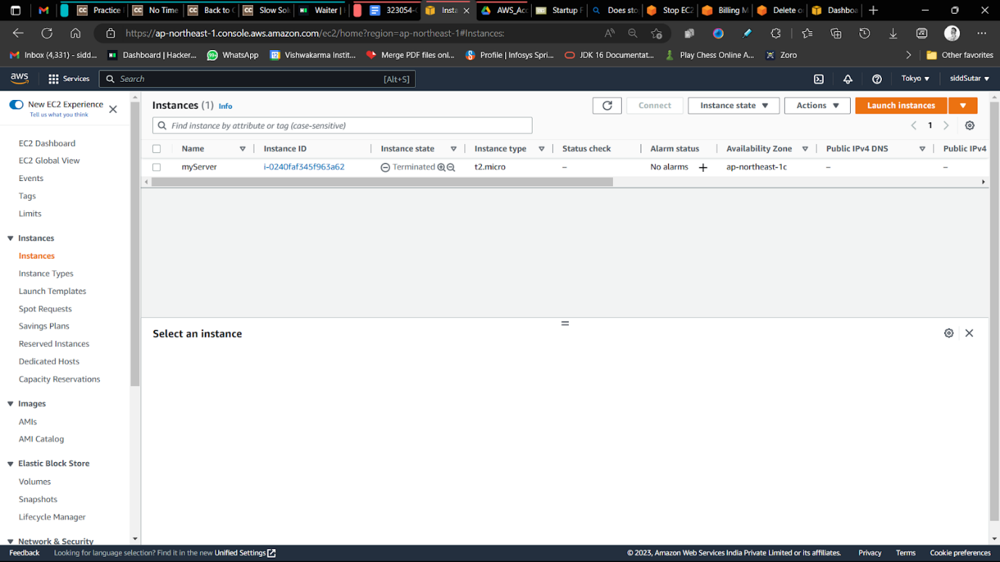 Practice
No Time
Back to
Slow Sol
Waiter |
323054-
Insta
AWS_Acc
Startup F
Does sto
Stop EC2
Billing M
Delete o
Dashboa
https://ap-northeast-1.console.aws.amazon.com/ec2/home?region=ap-northeast-1#Instances:
Inbox (4,331) - sidd...
Dashboard | Hacker...
WhatsApp
Vishwakarma Instit...
Merge PDF files onl...
Profile | Infosys Spri...
JDK 16 Documentat...
Play Chess Online A...
Zoro
Other favorites
aws
Services
Search
[Alt+S]
Tokyo
siddSutar
New EC2 Experience
Tell us what you think
EC2 Dashboard
EC2 Global View
Events
Tags
Limits
Instances
Instances
Instance Types
Launch Templates
Spot Requests
Savings Plans
Reserved Instances
Dedicated Hosts
Capacity Reservations
Images
AMIs
AMI Catalog
Elastic Block Store
Volumes
Snapshots
Lifecycle Manager
Network & Security
Instances (1) Info
Connect
Instance state
Actions
Launch instances
Find instance by attribute or tag (case-sensitive)
1
Name Instance ID Instance state Instance type Status check Alarm status Availability Zone Public IPv4 DNS Public IPv4
myServer i-0240faf345f963a62 Terminated t2.micro – No alarms + ap-northeast-1c – –
Select an instance
Feedback
Looking for language selection? Find it in the new Unified Settings
© 2023, Amazon Web Services India Private Limited or its affiliates.
Privacy
Terms
Cookie preferences